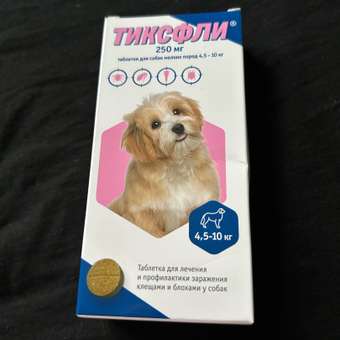 ТИКСФЛИ®
250 мг
таблетки для собак мелких пород 4,5 - 10 кг
4,5-10 кг
Таблетка для лечения
и профилактики заражения
клещами и блохами у собак